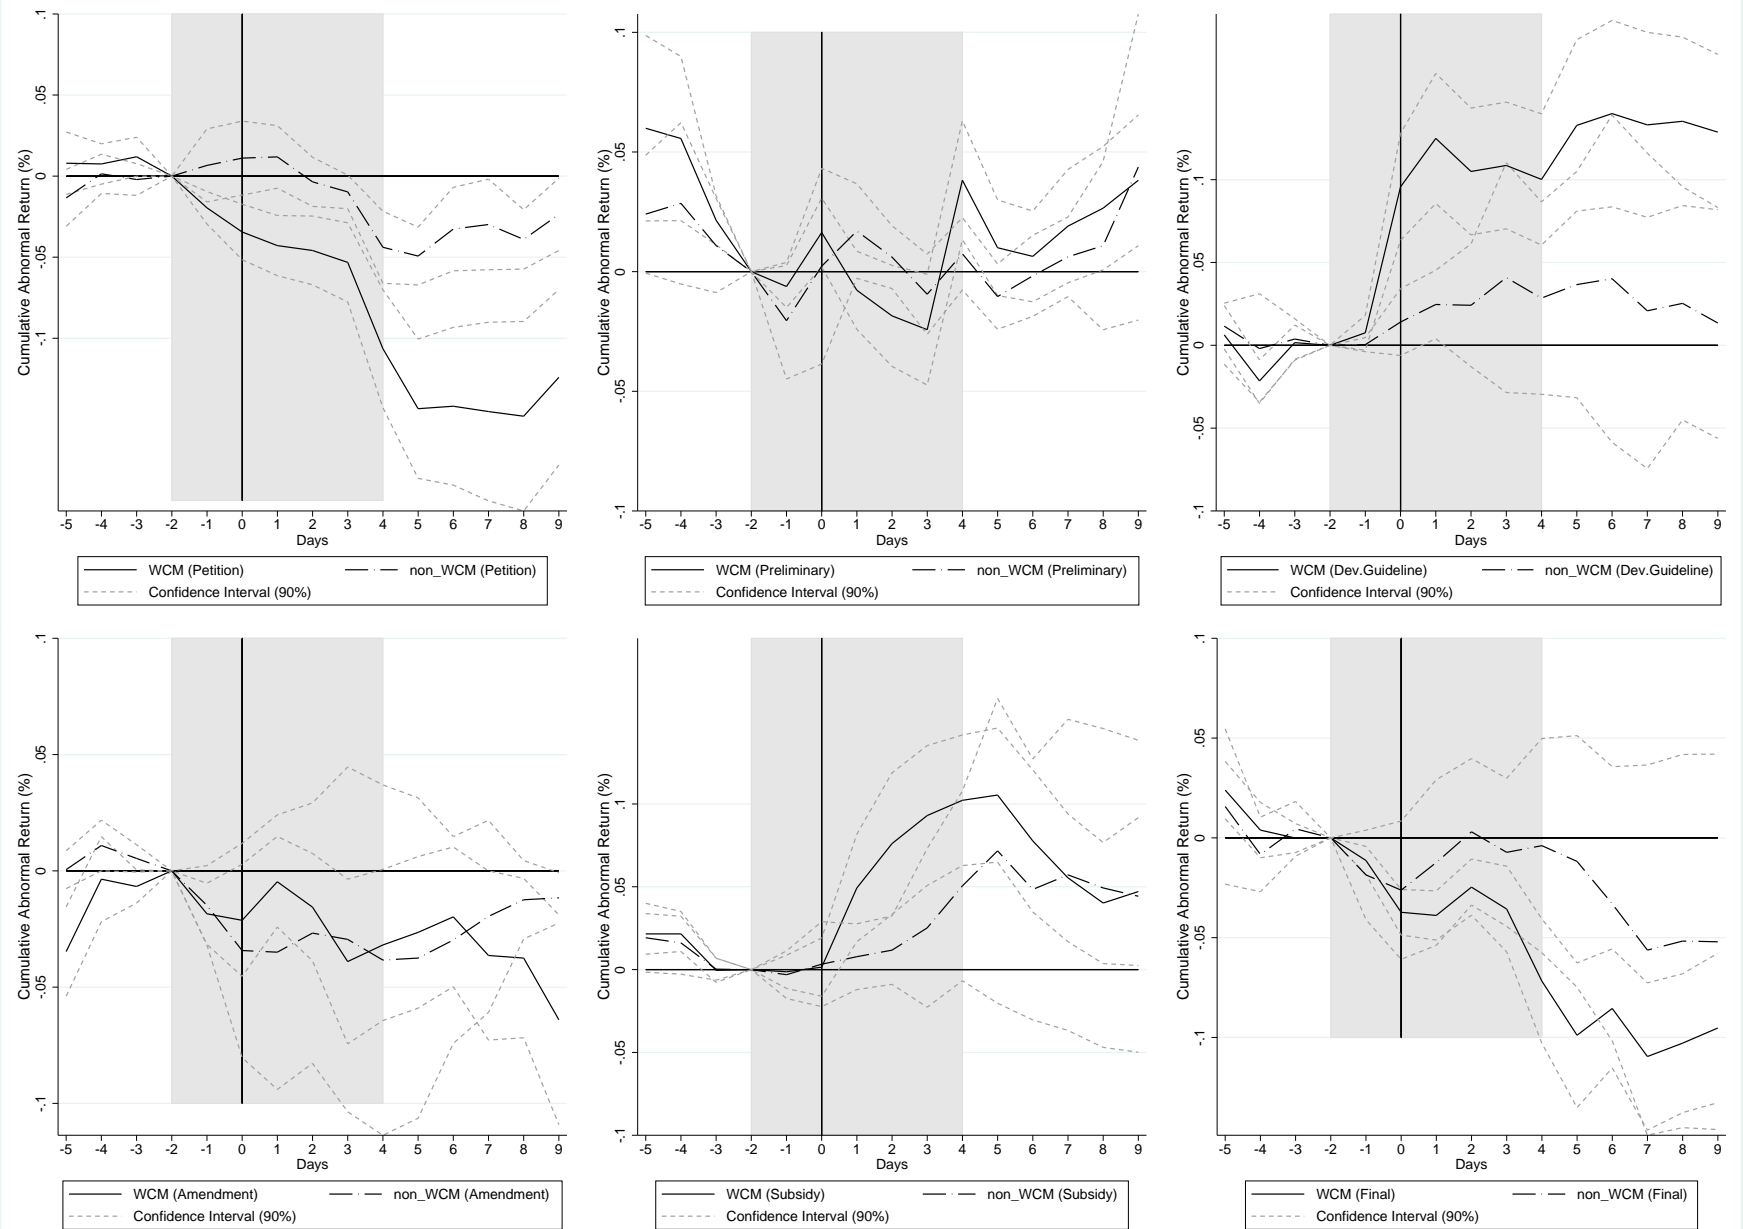 .1
.05
0
-.05
-.1
Cumulative Abnormal Return (%)
-5 -4 -3 -2 -1 0 1 2 3 4 5 6 7 8 9
Days
WCM (Petition) non_WCM (Petition)
Confidence Interval (90%)
.1
.05
0
-.05
-.1
Cumulative Abnormal Return (%)
-5 -4 -3 -2 -1 0 1 2 3 4 5 6 7 8 9
Days
WCM (Preliminary) non_WCM (Preliminary)
Confidence Interval (90%)
.1
.05
0
-.05
-.1
Cumulative Abnormal Return (%)
-5 -4 -3 -2 -1 0 1 2 3 4 5 6 7 8 9
Days
WCM (Dev.Guideline) non_WCM (Dev.Guideline)
Confidence Interval (90%)
.1
.05
0
-.05
-.1
Cumulative Abnormal Return (%)
-5 -4 -3 -2 -1 0 1 2 3 4 5 6 7 8 9
Days
WCM (Amendment) non_WCM (Amendment)
Confidence Interval (90%)
.1
.05
0
-.05
-.1
Cumulative Abnormal Return (%)
-5 -4 -3 -2 -1 0 1 2 3 4 5 6 7 8 9
Days
WCM (Subsidy) non_WCM (Subsidy)
Confidence Interval (90%)
.1
.05
0
-.05
-.1
Cumulative Abnormal Return (%)
-5 -4 -3 -2 -1 0 1 2 3 4 5 6 7 8 9
Days
WCM (Final) non_WCM (Final)
Confidence Interval (90%)